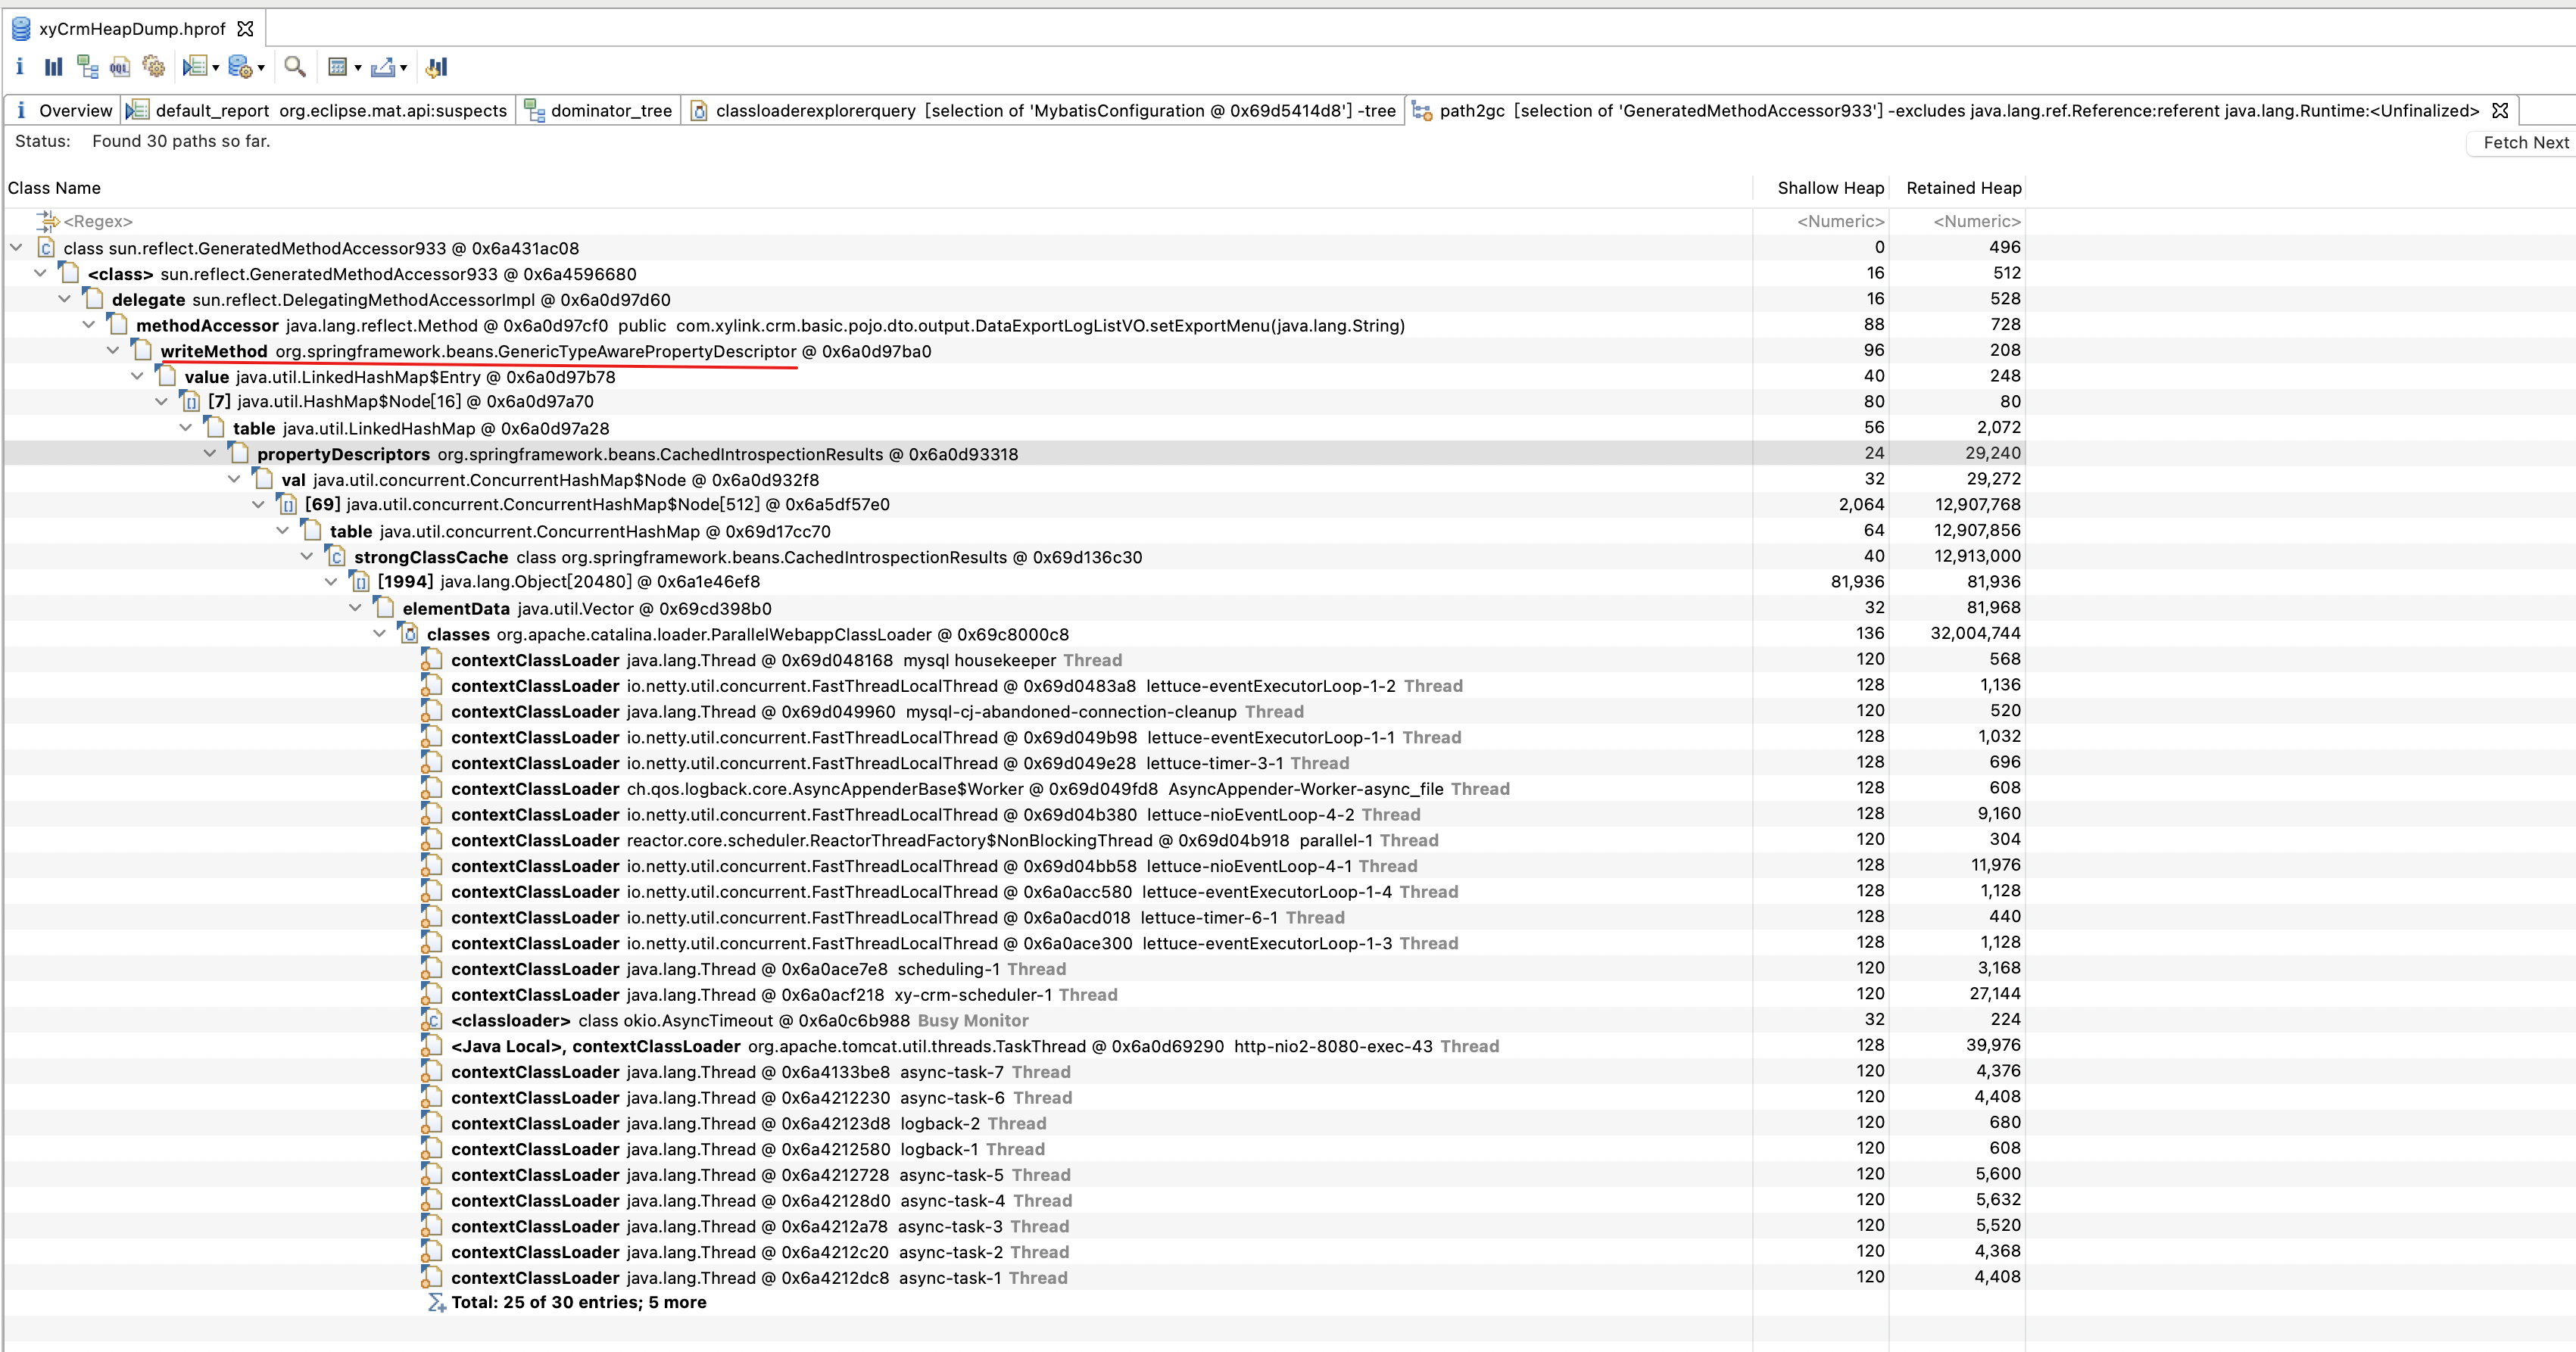 xyCrmHeapDump.hprof
Overview default_report org.eclipse.mat.api:suspects dominator_tree classloaderexplorerquery [selection of 'MybatisConfiguration @ 0x69d5414d8'] -tree path2gc [selection of 'GeneratedMethodAccessor933'] -excludes java.lang.ref.Reference:referent java.lang.Runtime:<Unfinalized>
Status: Found 30 paths so far. Fetch Next
Class Name Shallow Heap Retained Heap
<Regex> <Numeric> <Numeric>
class sun.reflect.GeneratedMethodAccessor933 @ 0x6a431ac08 0 496
<class> sun.reflect.GeneratedMethodAccessor933 @ 0x6a4596680 16 512
delegate sun.reflect.DelegatingMethodAccessorImpl @ 0x6a0d97d60 16 528
methodAccessor java.lang.reflect.Method @ 0x6a0d97cf0 public com.xylink.crm.basic.pojo.dto.output.DataExportLogListVO.setExportMenu(java.lang.String) 88 728
writeMethod org.springframework.beans.GenericTypeAwarePropertyDescriptor @ 0x6a0d97ba0 96 208
value java.util.LinkedHashMap$Entry @ 0x6a0d97b78 40 248
[7] java.util.HashMap$Node[16] @ 0x6a0d97a70 80 80
table java.util.LinkedHashMap @ 0x6a0d97a28 56 2,072
propertyDescriptors org.springframework.beans.CachedIntrospectionResults @ 0x6a0d93318 24 29,240
val java.util.concurrent.ConcurrentHashMap$Node @ 0x6a0d932f8 32 29,272
[69] java.util.concurrent.ConcurrentHashMap$Node[512] @ 0x6a5df57e0 2,064 12,907,768
table java.util.concurrent.ConcurrentHashMap @ 0x69d17cc70 64 12,907,856
strongClassCache class org.springframework.beans.CachedIntrospectionResults @ 0x69d136c30 40 12,913,000
[1994] java.lang.Object[20480] @ 0x6a1e46ef8 81,936 81,936
elementData java.util.Vector @ 0x69cd398b0 32 81,968
classes org.apache.catalina.loader.ParallelWebappClassLoader @ 0x69c8000c8 136 32,004,744
contextClassLoader java.lang.Thread @ 0x69d048168 mysql housekeeper Thread 120 568
contextClassLoader io.netty.util.concurrent.FastThreadLocalThread @ 0x69d0483a8 lettuce-eventExecutorLoop-1-2 Thread 128 1,136
contextClassLoader java.lang.Thread @ 0x69d049960 mysql-cj-abandoned-connection-cleanup Thread 120 520
contextClassLoader io.netty.util.concurrent.FastThreadLocalThread @ 0x69d049b98 lettuce-eventExecutorLoop-1-1 Thread 128 1,032
contextClassLoader io.netty.util.concurrent.FastThreadLocalThread @ 0x69d049e28 lettuce-timer-3-1 Thread 128 696
contextClassLoader ch.qos.logback.core.AsyncAppenderBase$Worker @ 0x69d049fd8 AsyncAppender-Worker-async_file Thread 128 608
contextClassLoader io.netty.util.concurrent.FastThreadLocalThread @ 0x69d04b380 lettuce-nioEventLoop-4-2 Thread 128 9,160
contextClassLoader reactor.core.scheduler.ReactorThreadFactory$NonBlockingThread @ 0x69d04b918 parallel-1 Thread 120 304
contextClassLoader io.netty.util.concurrent.FastThreadLocalThread @ 0x69d04bb58 lettuce-nioEventLoop-4-1 Thread 128 11,976
contextClassLoader io.netty.util.concurrent.FastThreadLocalThread @ 0x6a0acc580 lettuce-eventExecutorLoop-1-4 Thread 128 1,128
contextClassLoader io.netty.util.concurrent.FastThreadLocalThread @ 0x6a0acd018 lettuce-timer-6-1 Thread 128 440
contextClassLoader io.netty.util.concurrent.FastThreadLocalThread @ 0x6a0ace300 lettuce-eventExecutorLoop-1-3 Thread 128 1,128
contextClassLoader java.lang.Thread @ 0x6a0ace7e8 scheduling-1 Thread 120 3,168
contextClassLoader java.lang.Thread @ 0x6a0acf218 xy-crm-scheduler-1 Thread 120 27,144
<classloader> class okio.AsyncTimeout @ 0x6a0c6b988 Busy Monitor 32 224
<Java Local>, contextClassLoader org.apache.tomcat.util.threads.TaskThread @ 0x6a0d69290 http-nio2-8080-exec-43 Thread 128 39,976
contextClassLoader java.lang.Thread @ 0x6a4133be8 async-task-7 Thread 120 4,376
contextClassLoader java.lang.Thread @ 0x6a4212230 async-task-6 Thread 120 4,408
contextClassLoader java.lang.Thread @ 0x6a42123d8 logback-2 Thread 120 680
contextClassLoader java.lang.Thread @ 0x6a4212580 logback-1 Thread 120 608
contextClassLoader java.lang.Thread @ 0x6a4212728 async-task-5 Thread 120 5,600
contextClassLoader java.lang.Thread @ 0x6a42128d0 async-task-4 Thread 120 5,632
contextClassLoader java.lang.Thread @ 0x6a4212a78 async-task-3 Thread 120 5,520
contextClassLoader java.lang.Thread @ 0x6a4212c20 async-task-2 Thread 120 4,368
contextClassLoader java.lang.Thread @ 0x6a4212dc8 async-task-1 Thread 120 4,408
Total: 25 of 30 entries; 5 more